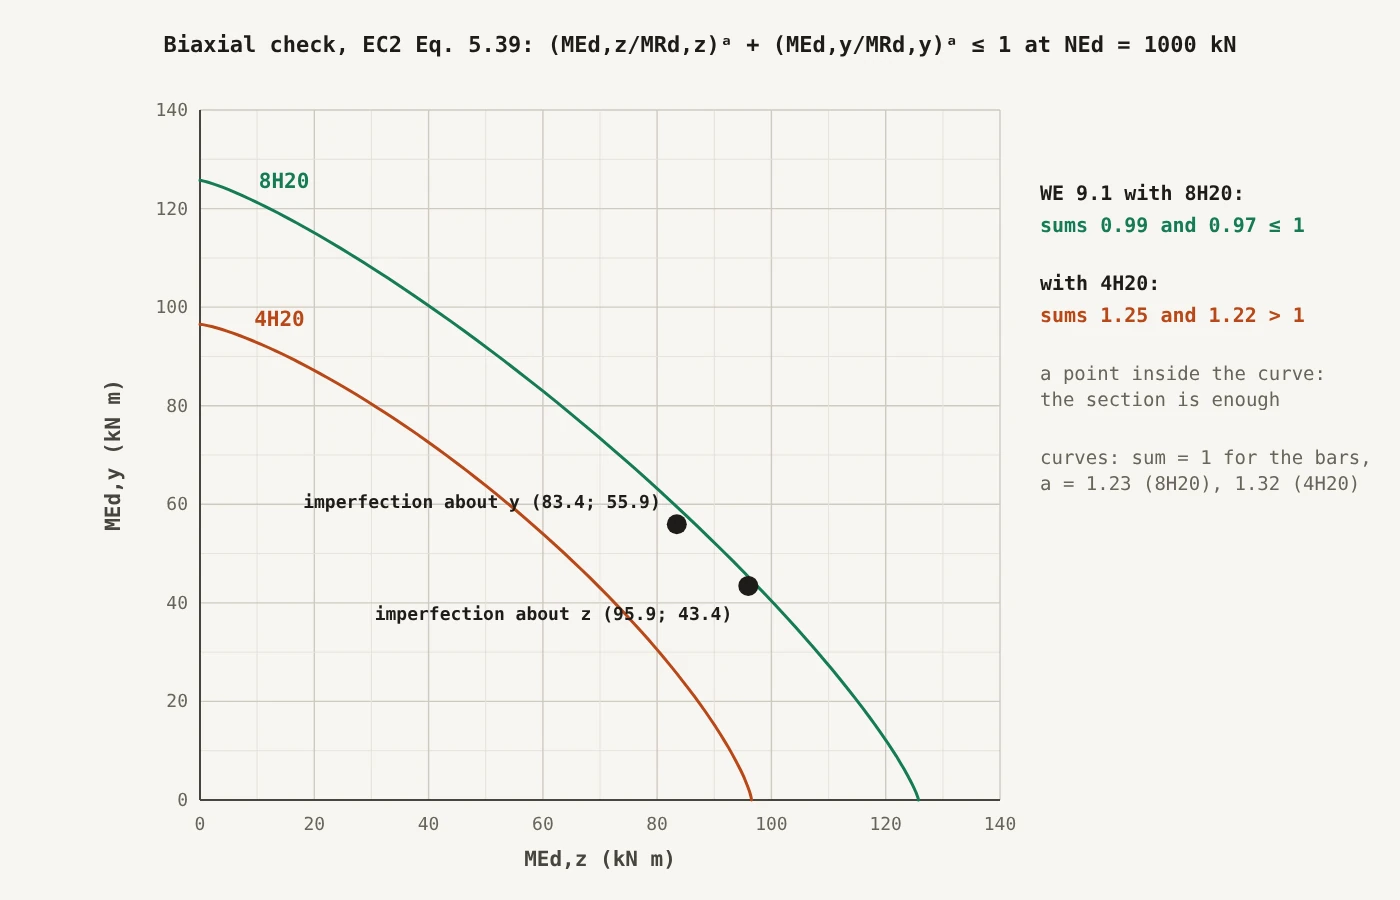 Biaxial check, EC2 Eq. 5.39: (MEd,z/MRd,z)ᵃ + (MEd,y/MRd,y)ᵃ ≤ 1 at NEd = 1000 kN
140
120
100
80
60
40
20
0
MEd,y (kN m)
8H20
4H20
imperfection about y (83.4; 55.9)
imperfection about z (95.9; 43.4)
0 20 40 60 80 100 120 140
MEd,z (kN m)
WE 9.1 with 8H20:
sums 0.99 and 0.97 ≤ 1
with 4H20:
sums 1.25 and 1.22 > 1
a point inside the curve:
the section is enough
curves: sum = 1 for the bars,
a = 1.23 (8H20), 1.32 (4H20)